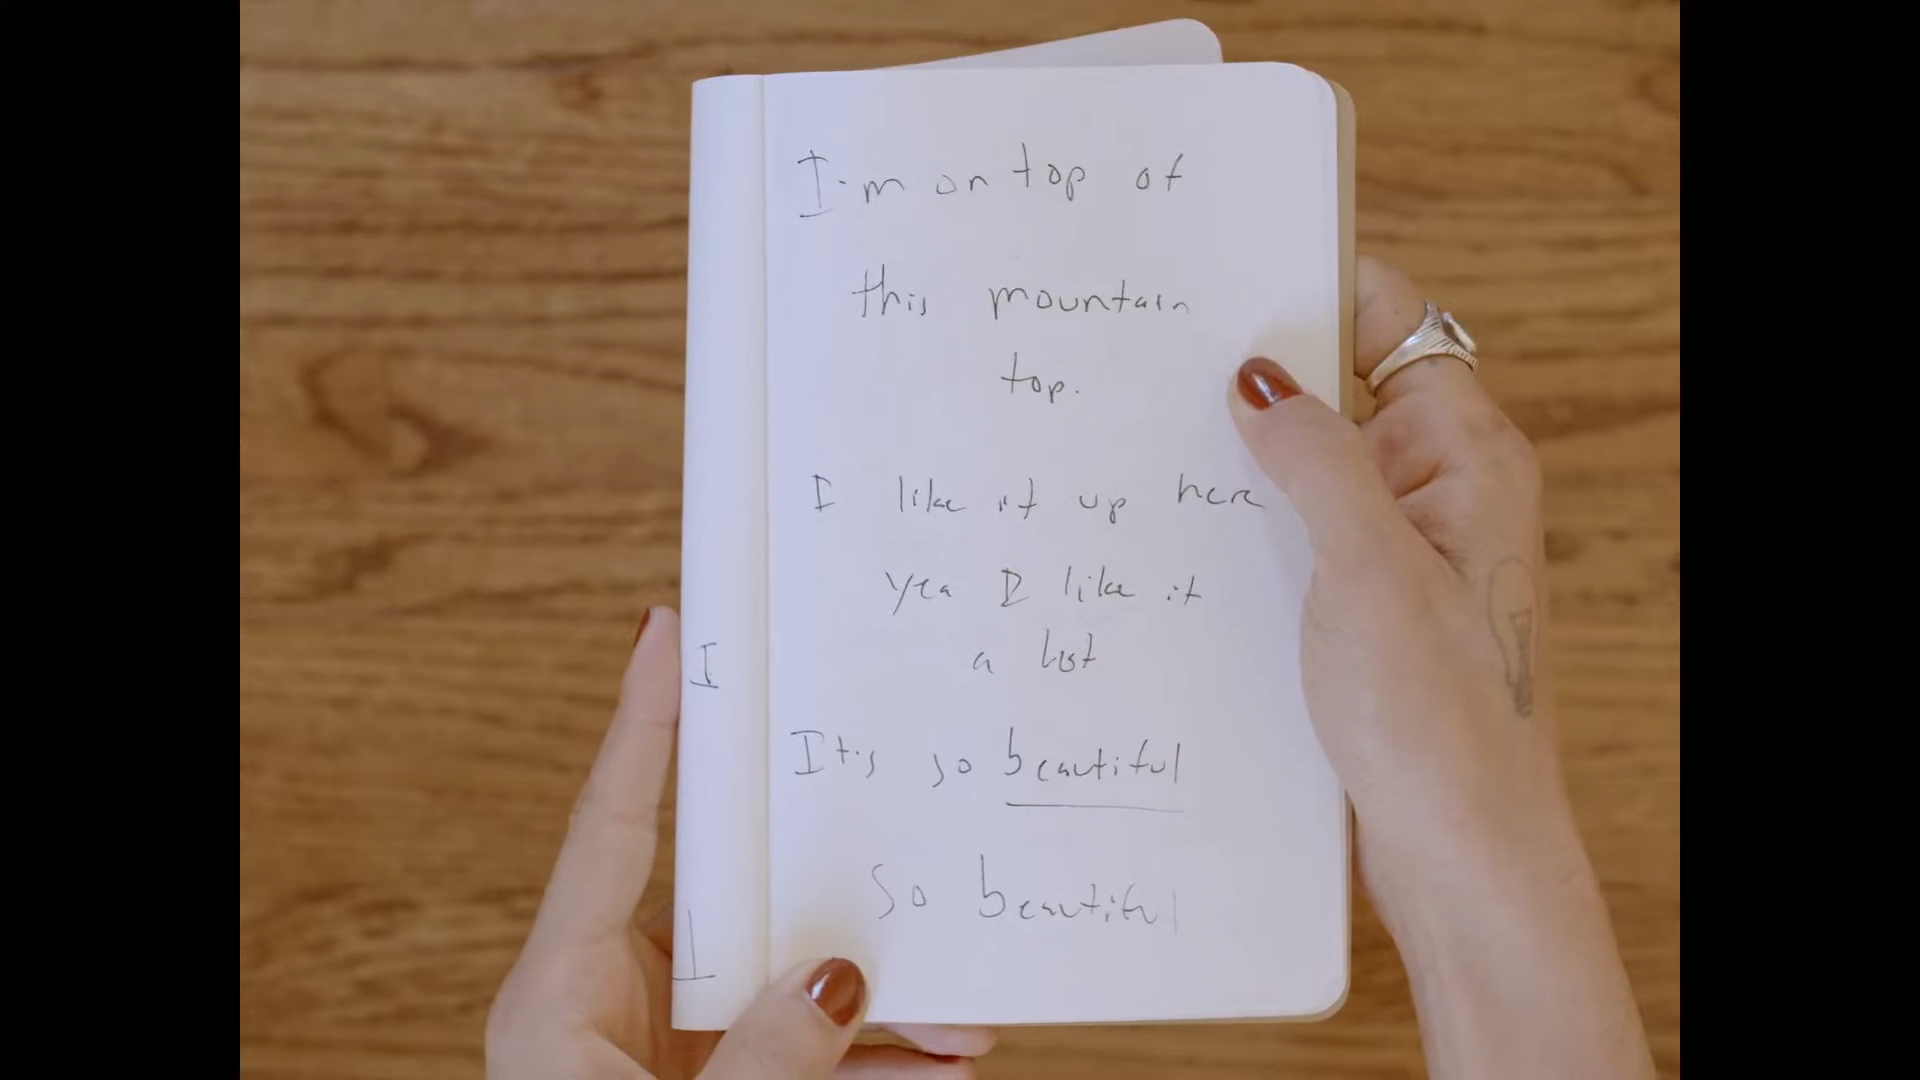 I'm on top of
this mountain
top.
I like it up here
yea I like it
a lot
It's so beautiful
So beautiful
I
I